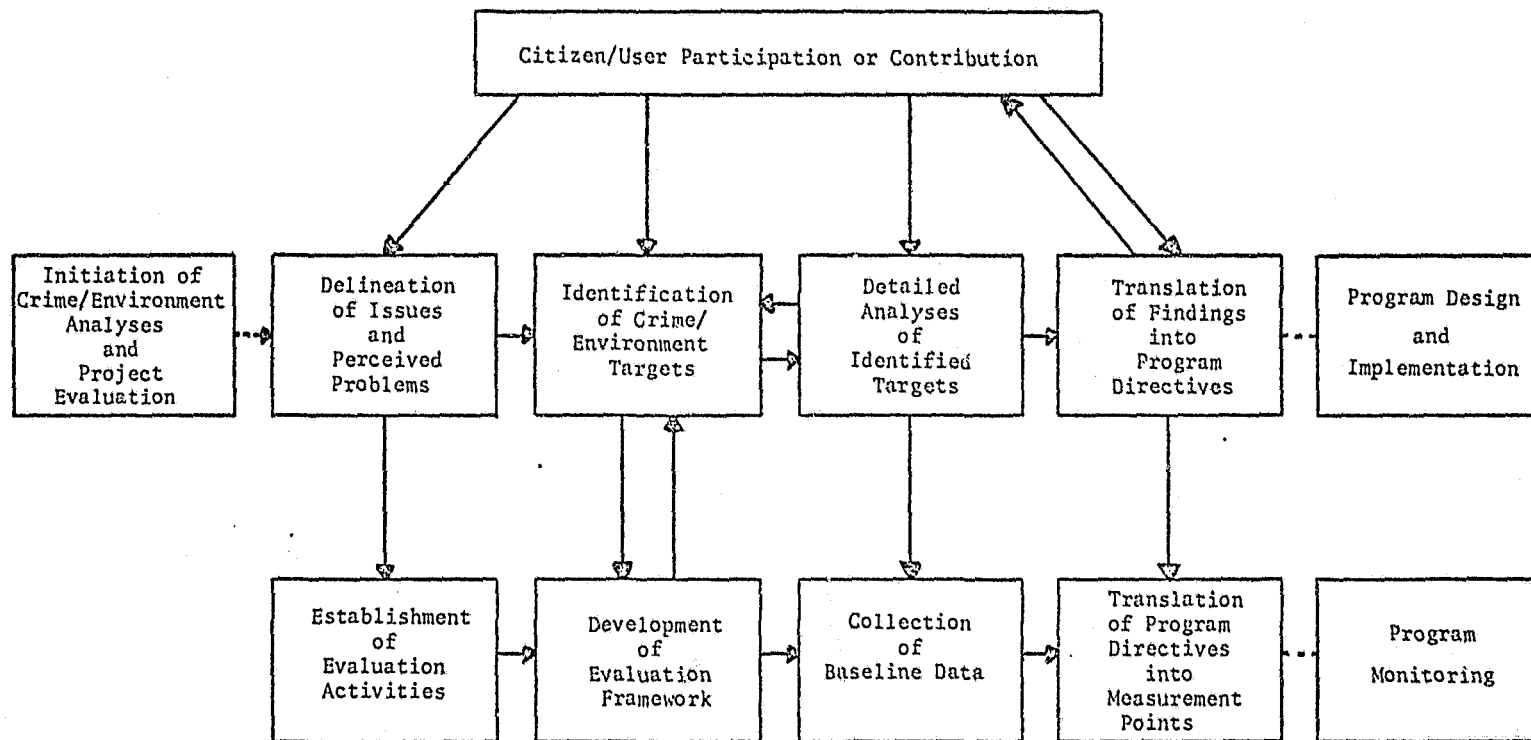 Citizen/User Participation or Contribution
Initiation of
Crime/Environment
Analyses
and
Project
Evaluation
Delineation
of Issues
and
Perceived
Problems
Identification
of Crime/
Environment
Targets
Detailed
Analyses
of
Identified
Targets
Translation
of Findings
into
Program
Directives
Program Design
and
Implementation
Establishment
of
Evaluation
Activities
Development
of
Evaluation
Framework
Collection
of
Baseline Data
Translation
of Program
Directives
into
Measurement
Points
Program
Monitoring